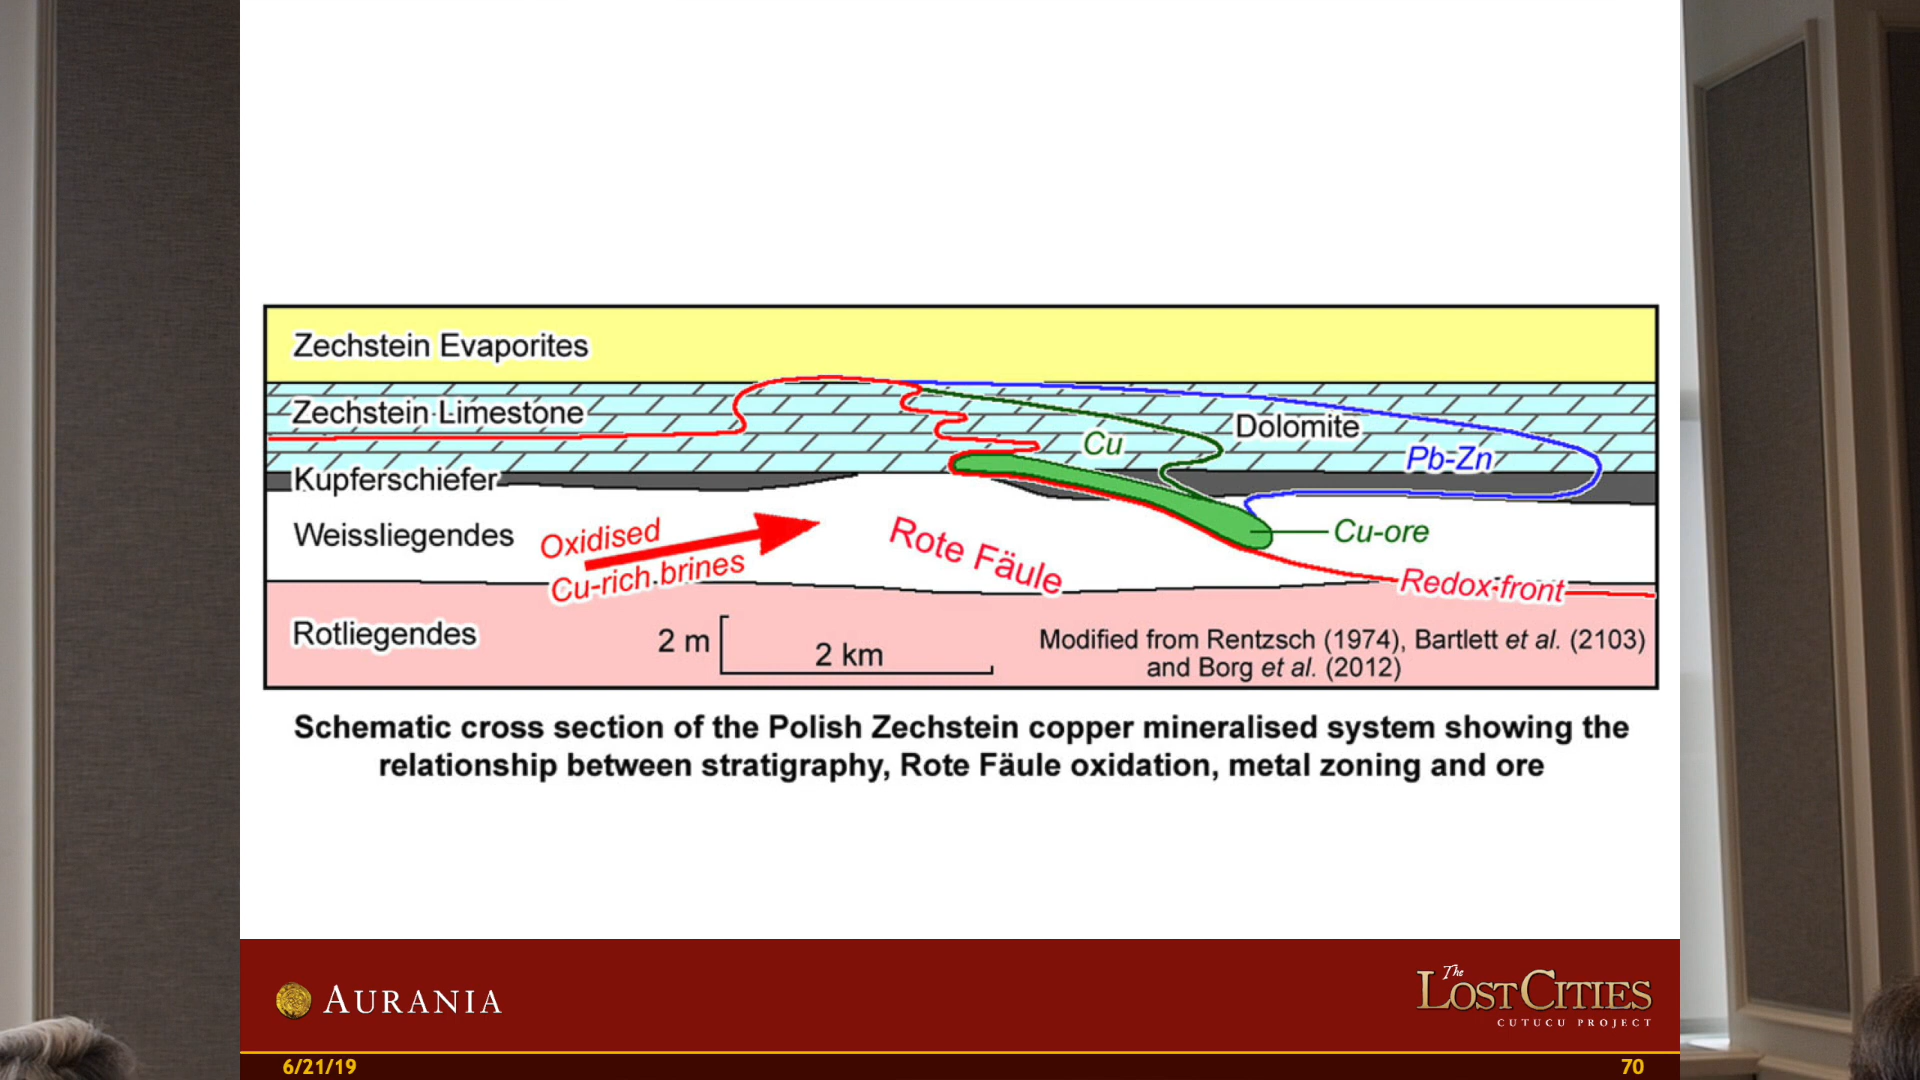 Zechstein Evaporites
Zechstein Limestone
Dolomite
Cu
Pb-Zn
Kupferschiefer
Weissliegendes
Oxidised
Cu-rich brines
Rote Fäule
Cu-ore
Redox-front
Rotliegendes
2 m
2 km
Modified from Rentzsch (1974), Bartlett et al. (2103)
and Borg et al. (2012)
Schematic cross section of the Polish Zechstein copper mineralised system showing the
relationship between stratigraphy, Rote Fäule oxidation, metal zoning and ore
AURANIA
The
LOST CITIES
CUTUCU PROJECT
6/21/19
70